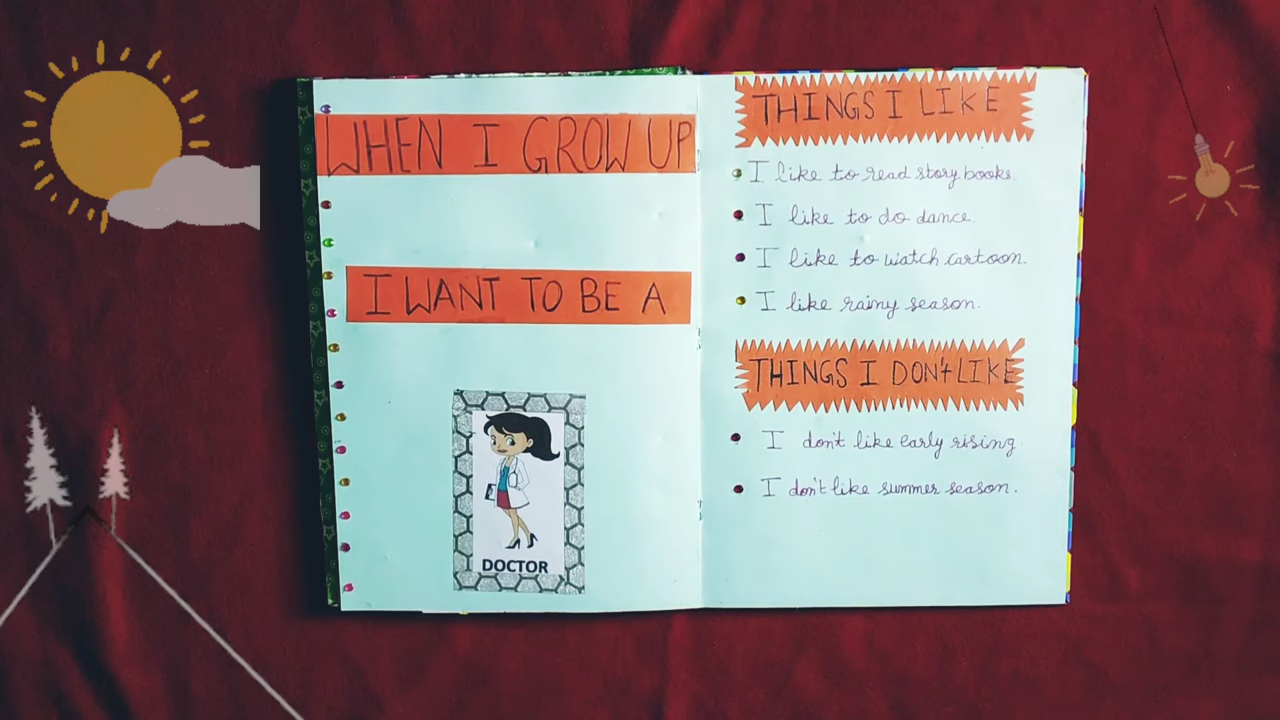 WHEN I GROW UP
I WANT TO BE A
DOCTOR
THINGS I LIKE
I like to read story books.
I like to do dance.
I like to watch cartoon.
I like rainy season.
THINGS I DON't LIKE
I don't like early rising.
I don't like summer season.